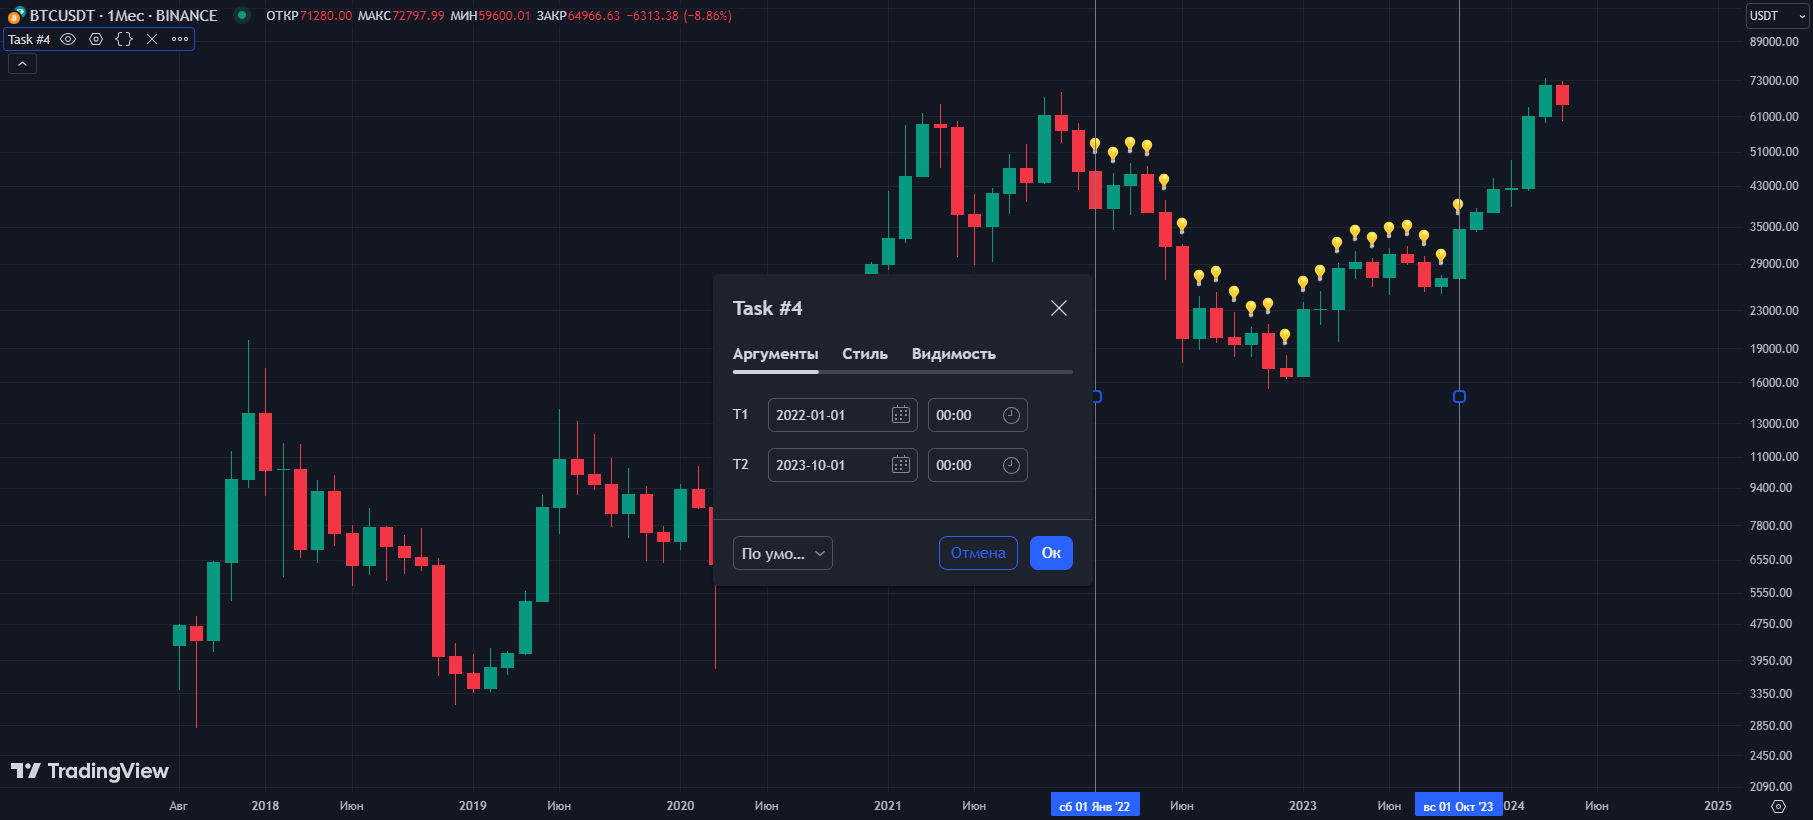 BTCUSDT · 1Мес · BINANCE ОТКР71280.00 МАКС72797.99 МИН59600.01 ЗАКР64966.63 −6313.38 (−8.86%)
USDT
Task #4
89000.00
73000.00
61000.00
51000.00
43000.00
35000.00
29000.00
23000.00
19000.00
16000.00
13000.00
11000.00
9400.00
7800.00
6550.00
5550.00
4750.00
3950.00
3350.00
2850.00
2450.00
2090.00
Task #4
Аргументы Стиль Видимость
T1 2022-01-01 00:00
T2 2023-10-01 00:00
По умо... Отмена Ок
TradingView
Авг 2018 Июн 2019 Июн 2020 Июн 2021 Июн сб 01 Янв '22 Июн 2023 Июн вс 01 Окт '23 024 Июн 2025